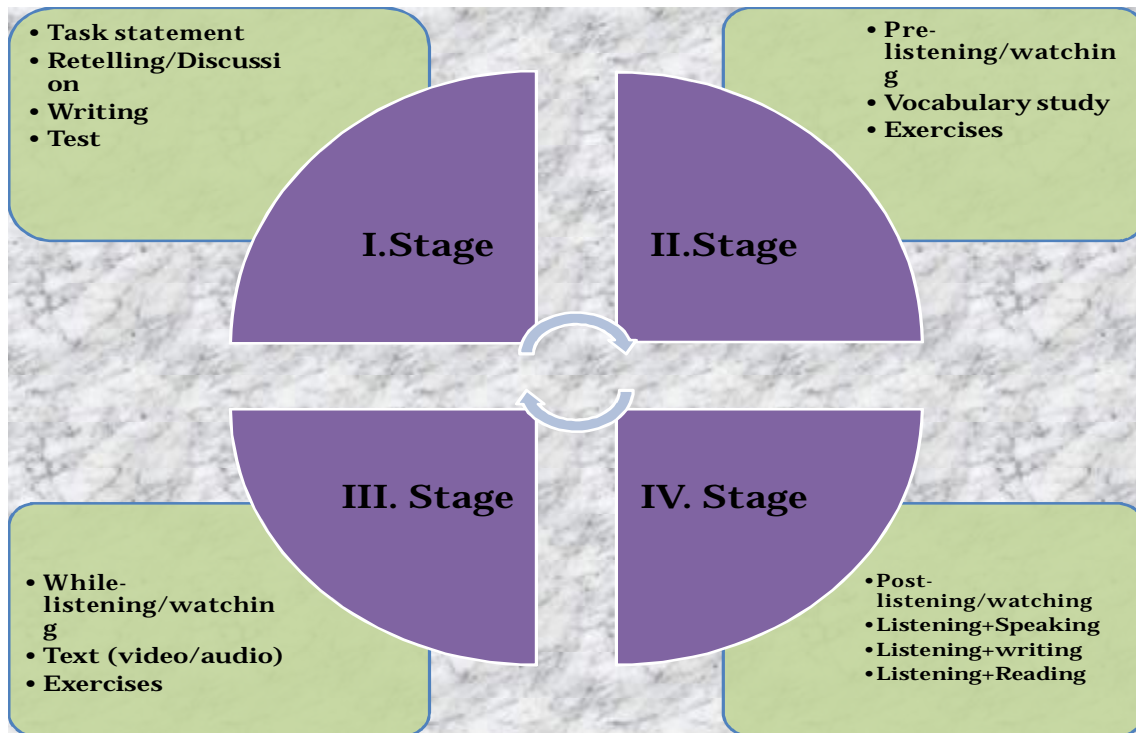 • Task statement
• Retelling/Discussi
on
• Writing
• Test
• Pre-
listening/watchin
g
• Vocabulary study
• Exercises
I.Stage
II.Stage
III. Stage
IV. Stage
• While-
listening/watchin
g
• Text (video/audio)
• Exercises
•Post-
listening/watching
•Listening+Speaking
•Listening+writing
•Listening+Reading